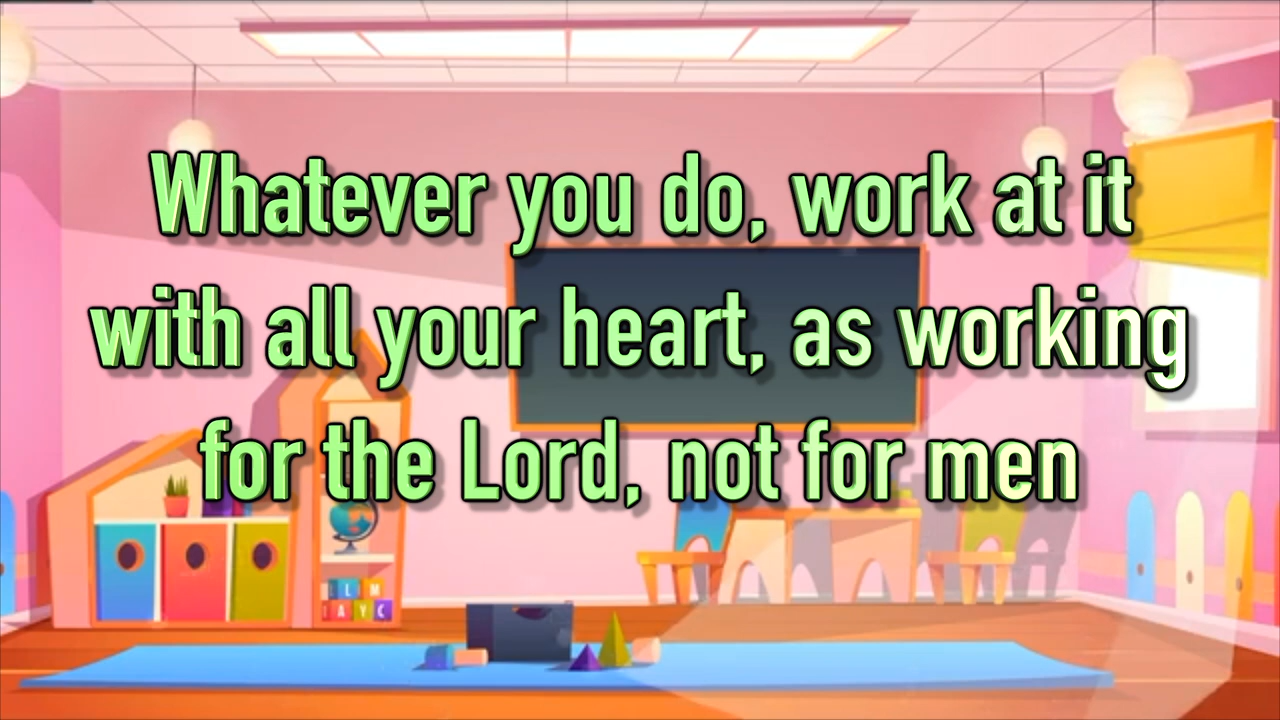 Whatever you do, work at it
with all your heart, as working
for the Lord, not for men
L L M
A Y C